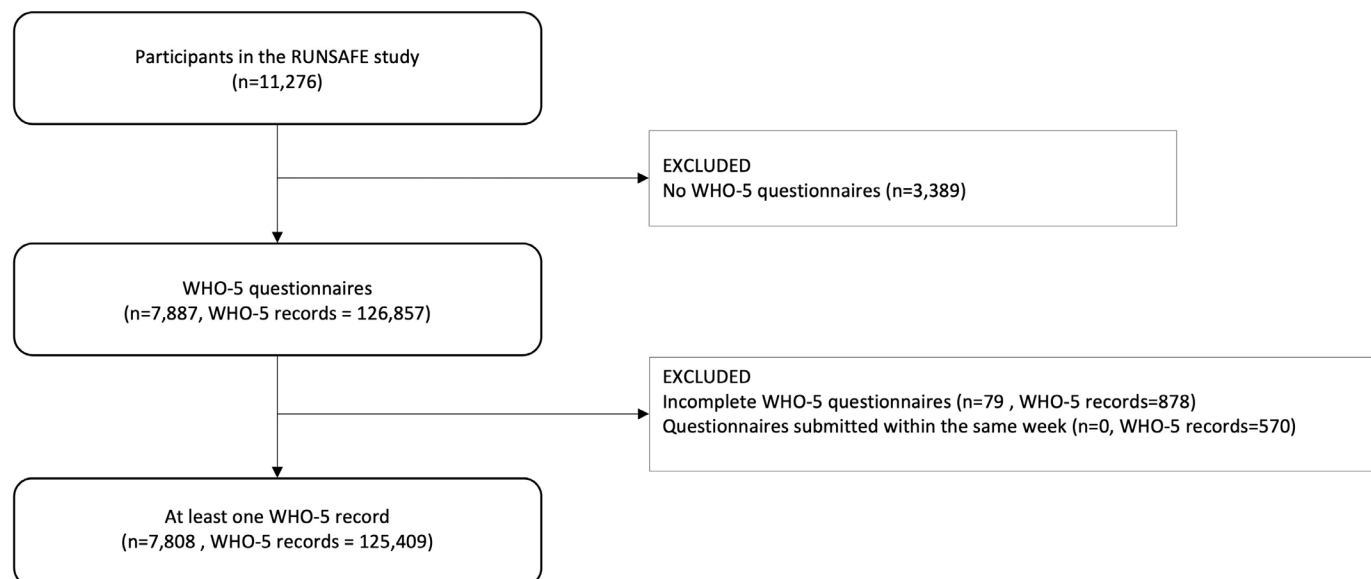 Participants in the RUNSAFE study
(n=11,276)
EXCLUDED
No WHO-5 questionnaires (n=3,389)
WHO-5 questionnaires
(n=7,887, WHO-5 records = 126,857)
EXCLUDED
Incomplete WHO-5 questionnaires (n=79 , WHO-5 records=878)
Questionnaires submitted within the same week (n=0, WHO-5 records=570)
At least one WHO-5 record
(n=7,808 , WHO-5 records = 125,409)